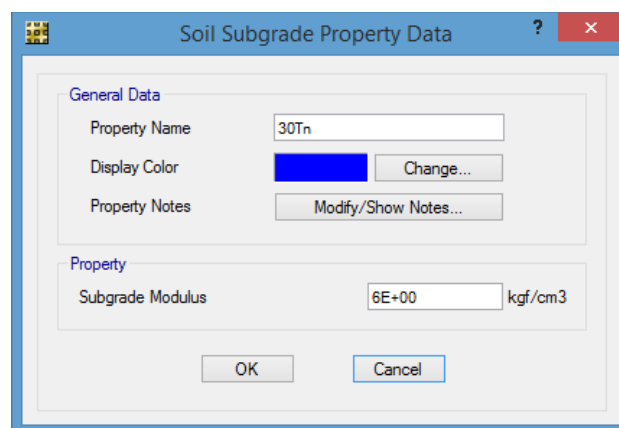 Soil Subgrade Property Data
? ×
General Data
Property Name 30Tn
Display Color Change...
Property Notes Modify/Show Notes...
Property
Subgrade Modulus 6E+00 kgf/cm3
OK Cancel